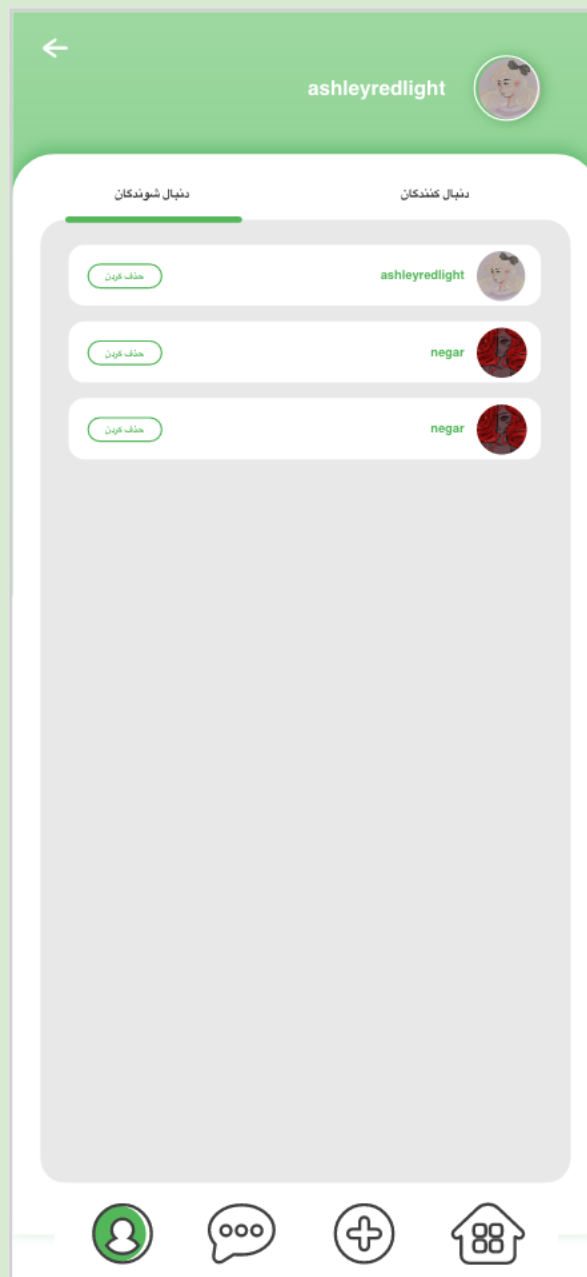 ashleyredlight
دنبال کنندگان
دنبال شوندگان
ashleyredlight
حذف کردن
negar
حذف کردن
negar
حذف کردن